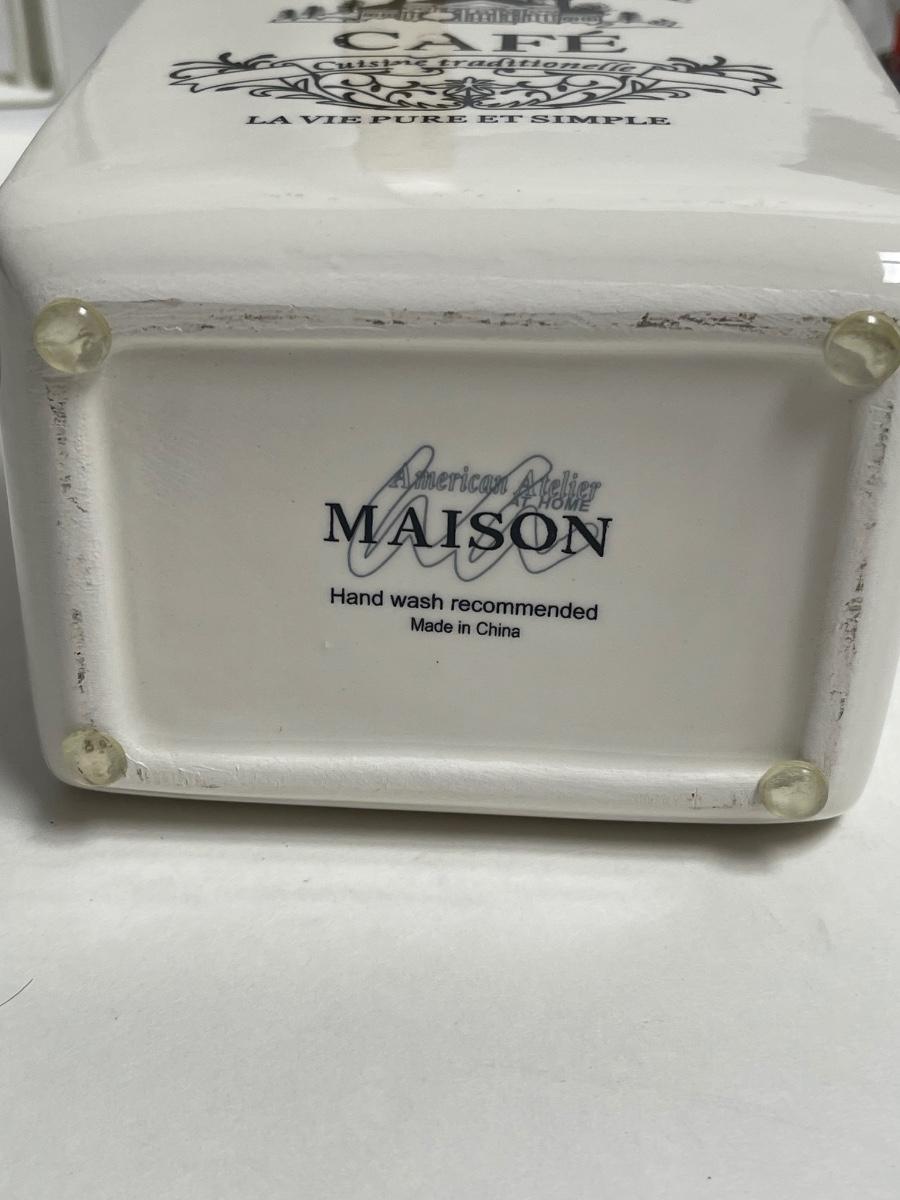 CAFÉ
Cuisine traditionelle
LA VIE PURE ET SIMPLE
American Atelier
AT HOME
MAISON
Hand wash recommended
Made in China